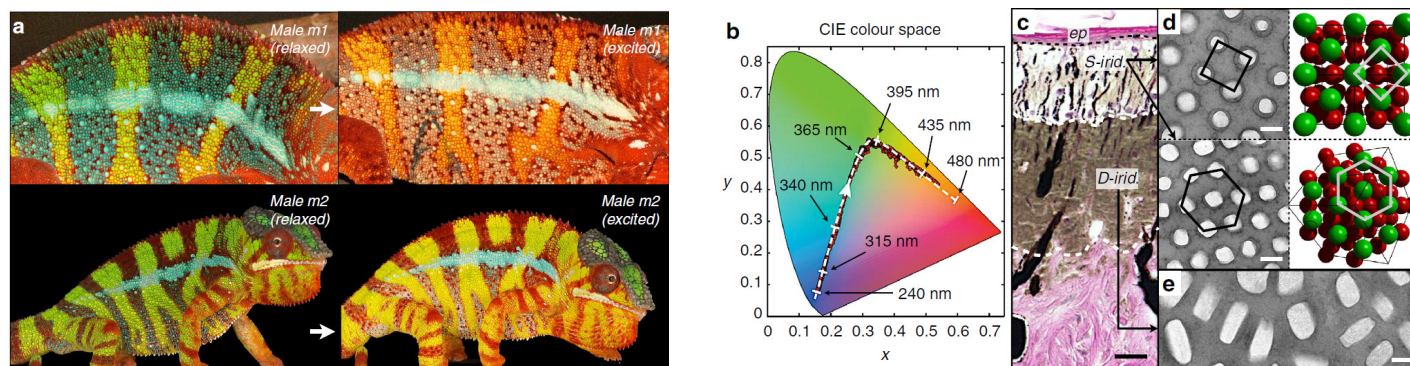 a
Male m1
(relaxed)
Male m1
(excited)
Male m2
(relaxed)
Male m2
(excited)
b
CIE colour space
0.8
0.7
0.6
0.5
0.4
0.3
0.2
0.1
0
y
395 nm
365 nm
435 nm
480 nm
340 nm
315 nm
240 nm
0
0.1
0.2
0.3
0.4
0.5
0.6
0.7
x
c
ep
S-irid.
D-irid.
d
e